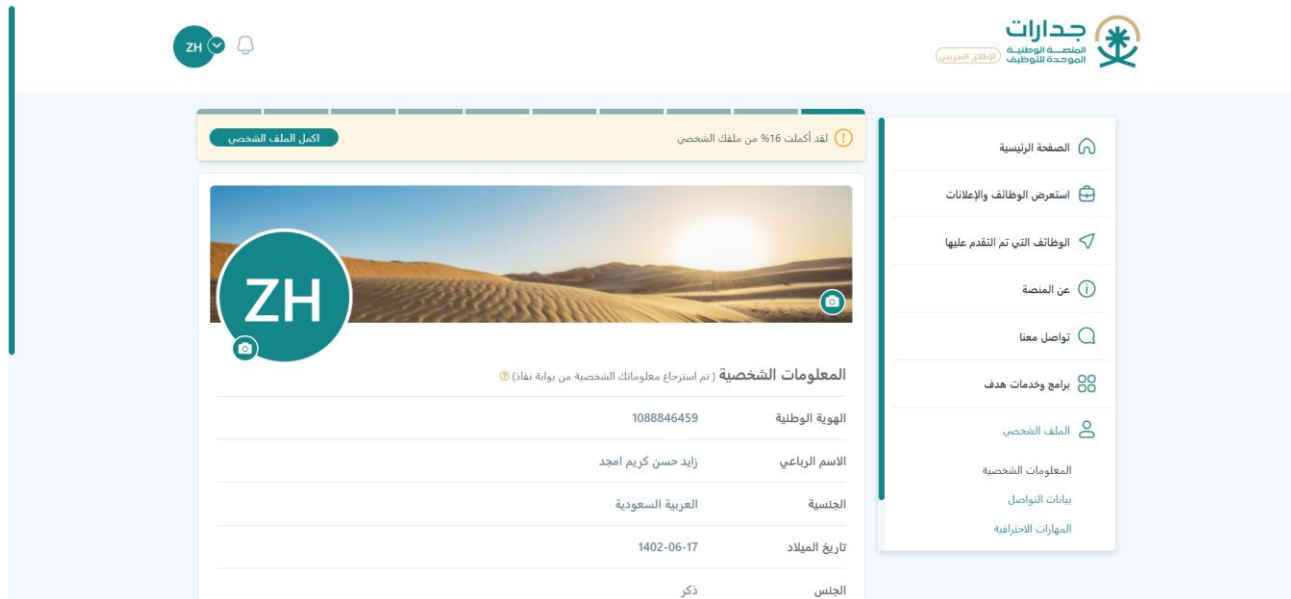 جدارات
المنصة الوطنية
الموحدة للتوظيف
الإطلاق التجريبي
ZH
الصفحة الرئيسية
استعرض الوظائف والإعلانات
الوظائف التي تم التقدم عليها
عن المنصة
تواصل معنا
برامج وخدمات هدف
الملف الشخصي
المعلومات الشخصية
بيانات التواصل
المهارات الاحترافية
لقد أكملت 16% من ملفك الشخصي
اكمل الملف الشخصي
ZH
المعلومات الشخصية (تم استرجاع معلوماتك الشخصية من بوابة نفاذ)
الهوية الوطنية 1088846459
الاسم الرباعي زايد حسن كريم امجد
الجنسية العربية السعودية
تاريخ الميلاد 1402-06-17
الجنس ذكر